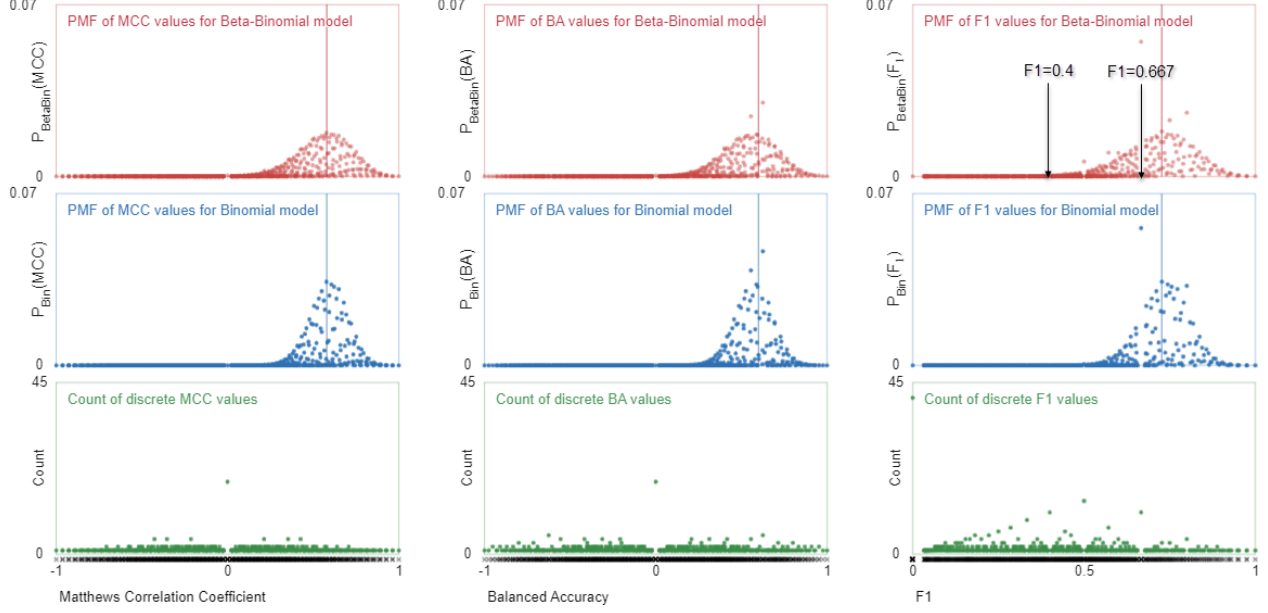 0.07
PMF of MCC values for Beta-Binomial model
P_BetaBin(MCC)
0
0.07
PMF of BA values for Beta-Binomial model
P_BetaBin(BA)
0
0.07
PMF of F1 values for Beta-Binomial model
F1=0.4
F1=0.667
P_BetaBin(F_1)
0
0.07
PMF of MCC values for Binomial model
P_Bin(MCC)
0
0.07
PMF of BA values for Binomial model
P_Bin(BA)
0
0.07
PMF of F1 values for Binomial model
P_Bin(F_1)
0
45
Count of discrete MCC values
Count
0
-1
0
1
Matthews Correlation Coefficient
45
Count of discrete BA values
Count
0
-1
0
1
Balanced Accuracy
45
Count of discrete F1 values
Count
0
0
0.5
1
F1